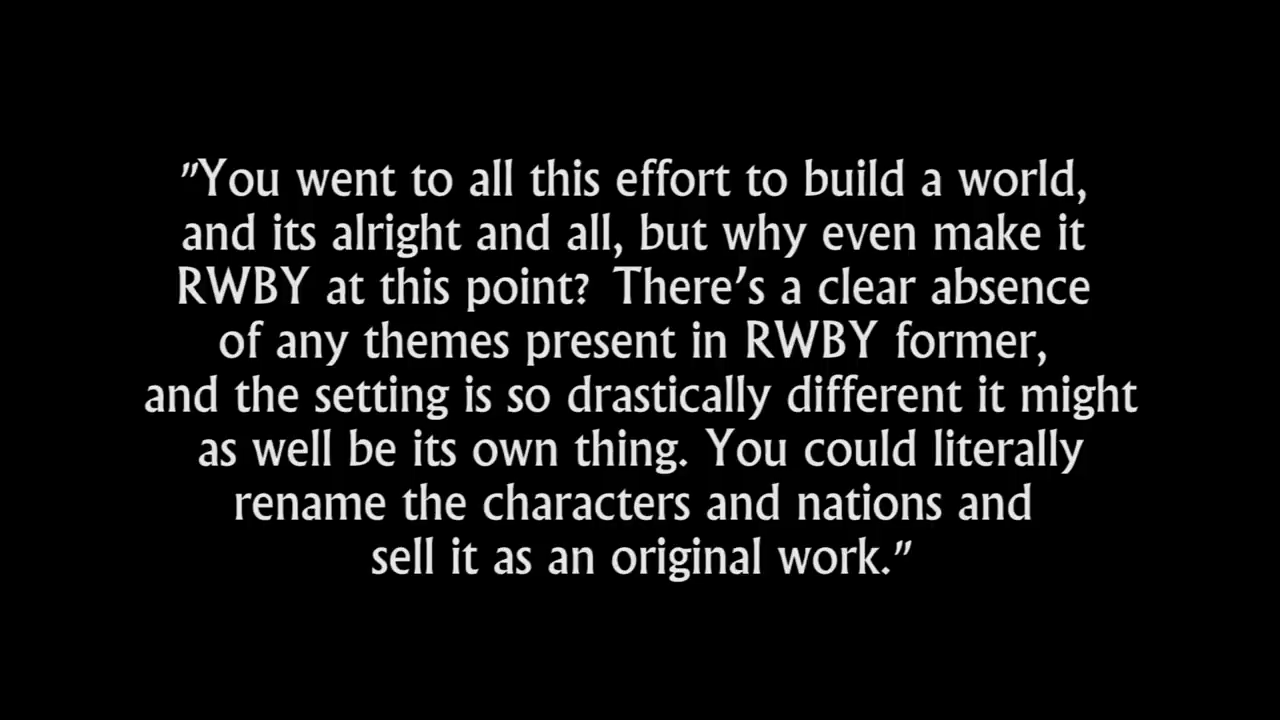 "You went to all this effort to build a world,
and its alright and all, but why even make it
RWBY at this point? There's a clear absence
of any themes present in RWBY former,
and the setting is so drastically different it might
as well be its own thing. You could literally
rename the characters and nations and
sell it as an original work."